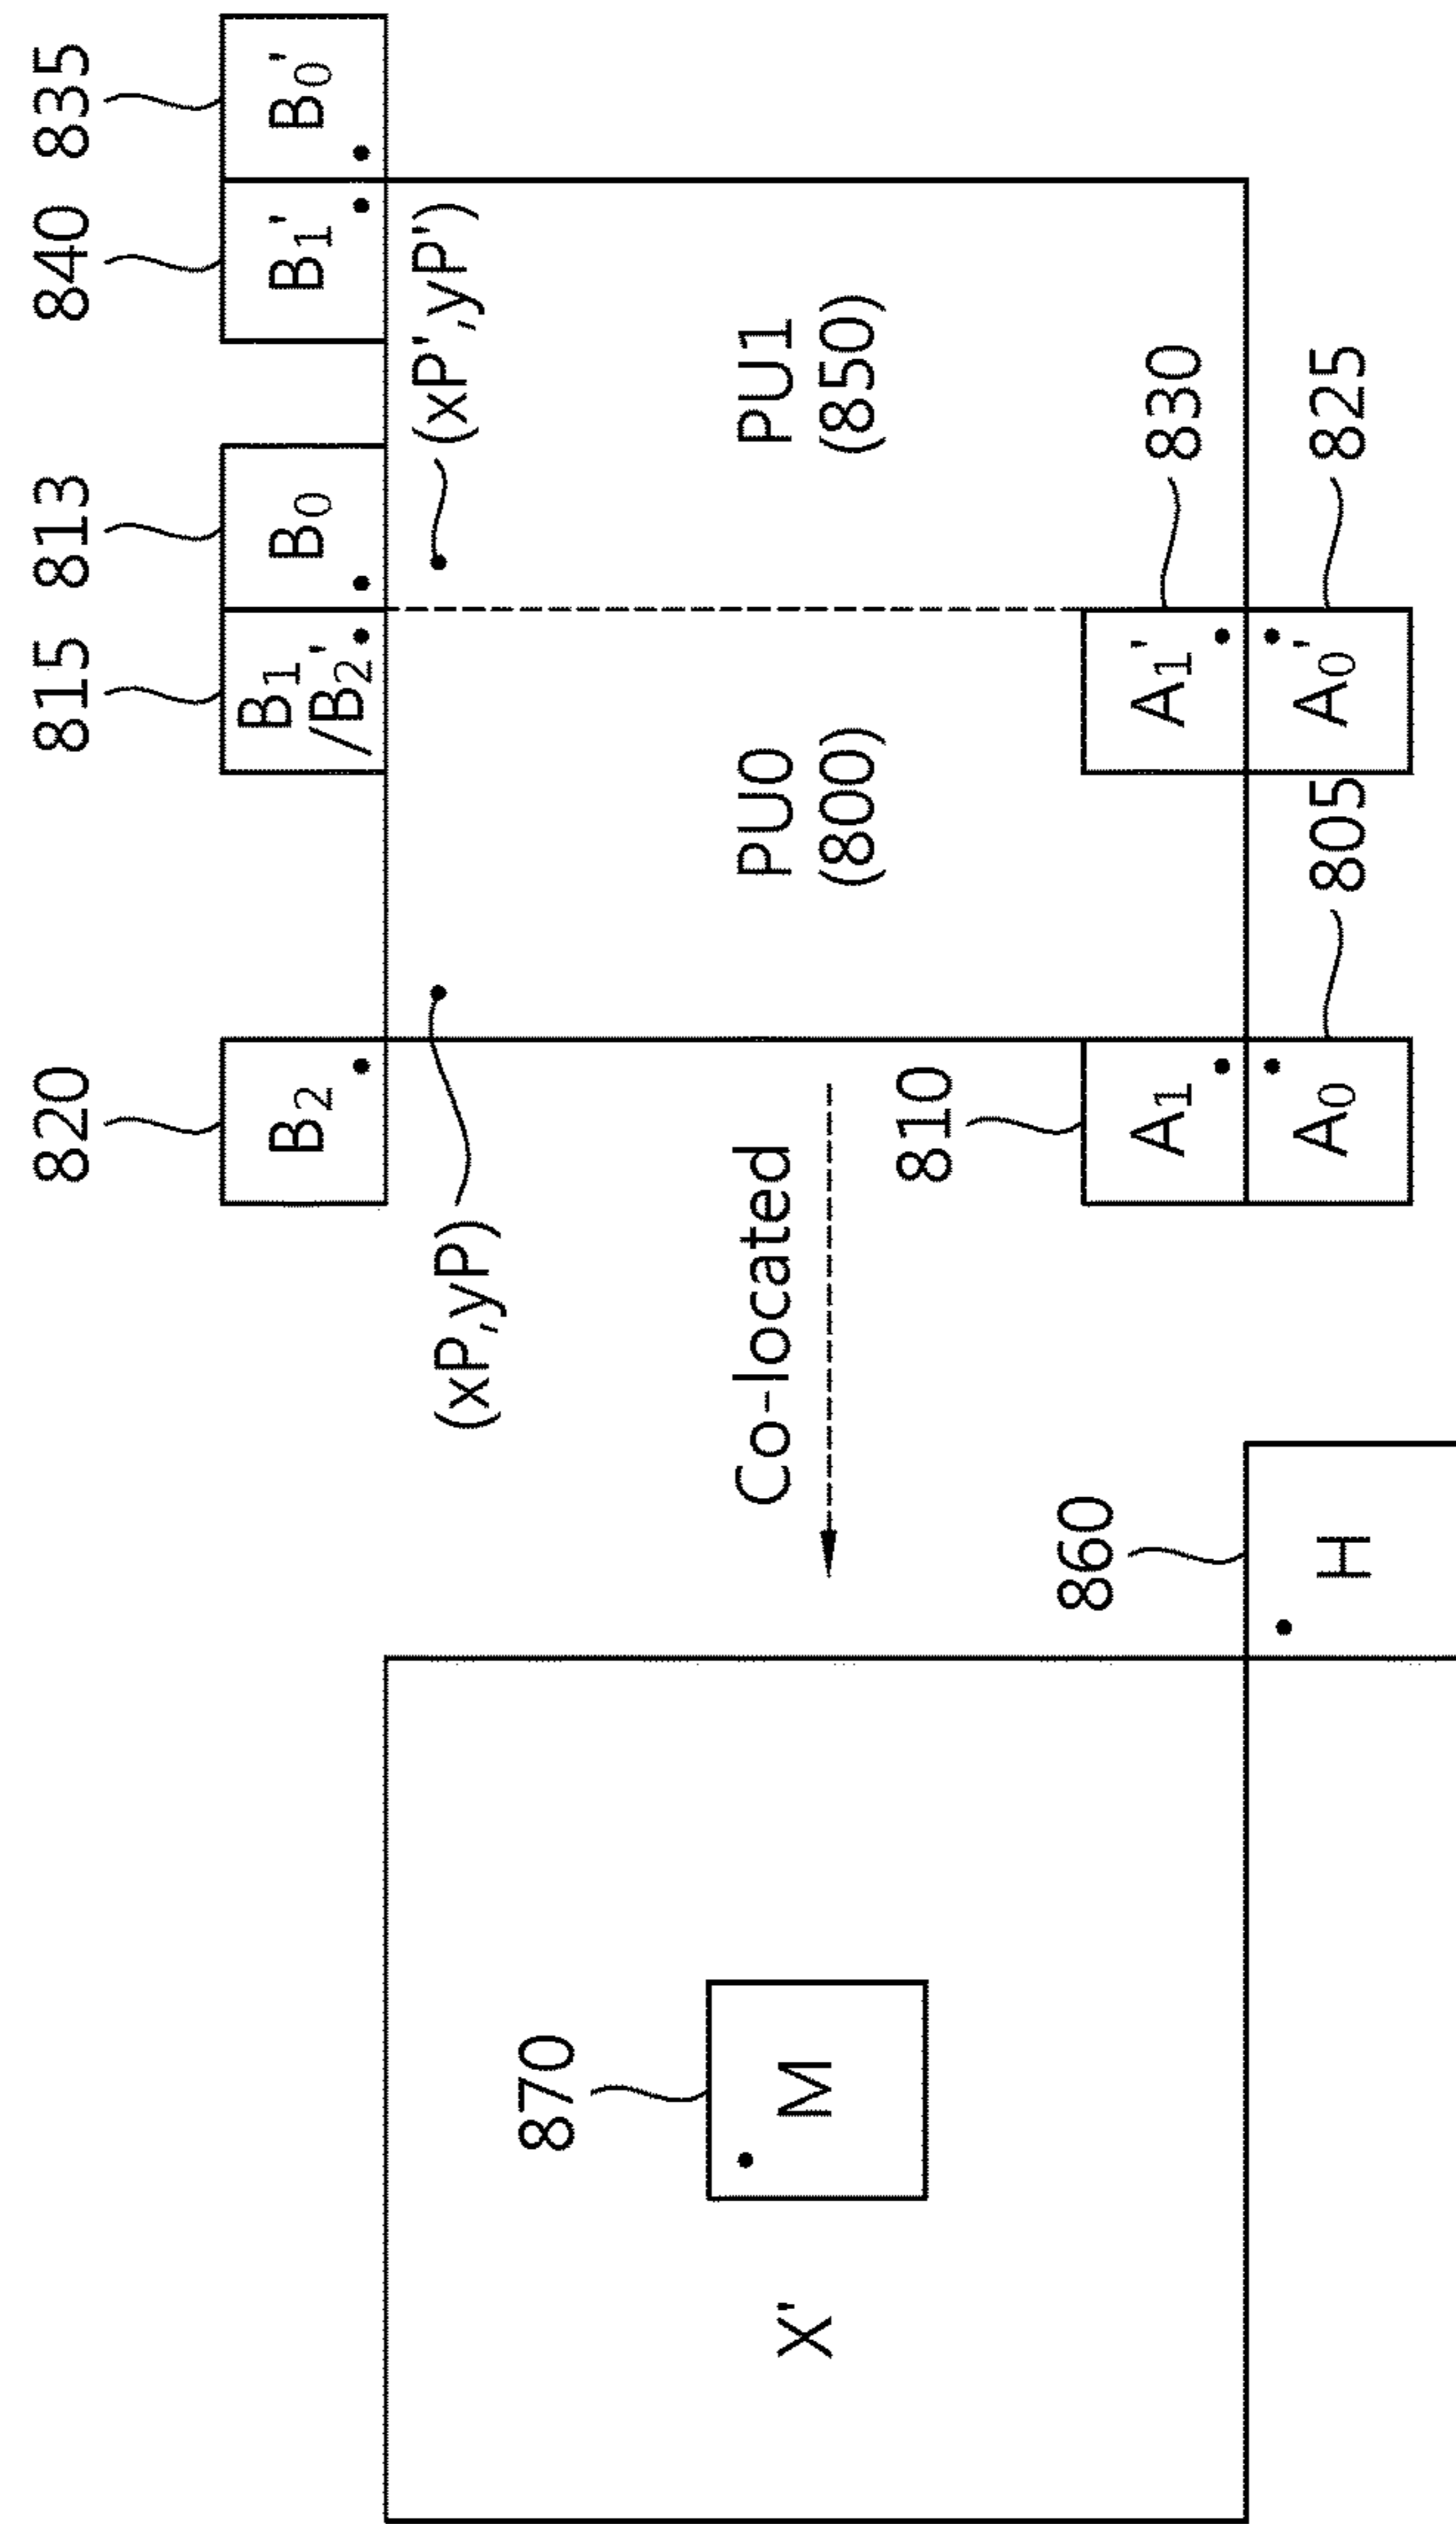 820 815 813 840 835
B₂ B₁ B₀ B₁' B₀'
/B₂'
(xP,yP) (xP',yP')
870
Co-located PU0 PU1
X' M (800) (850)
810
860 A₁ A₁' 830
H A₀ 805 A₀' 825